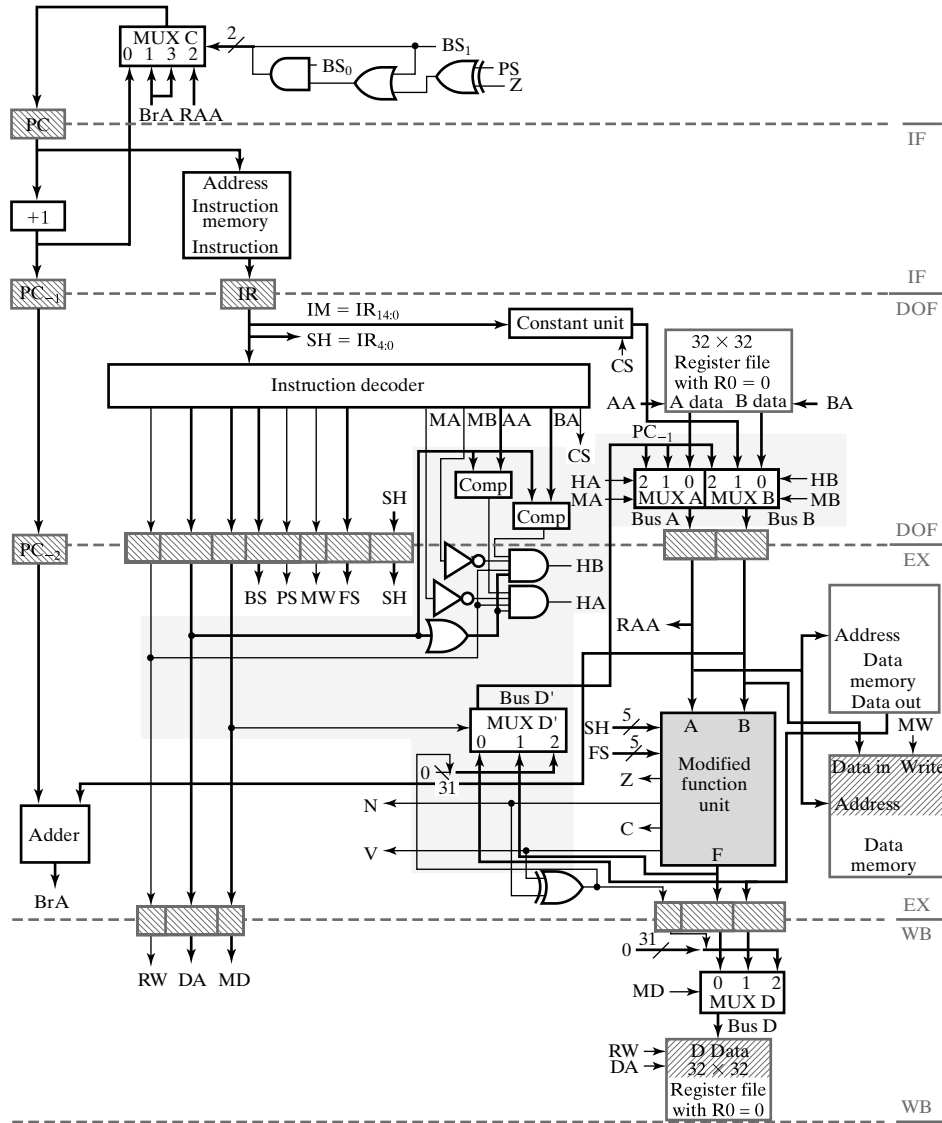 MUX C
0 1 3 2
2
BS1
BS0
PS
Z
BrA RAA
PC
IF
Address
Instruction
memory
Instruction
+1
PC−1
IR
IF
DOF
IM = IR14:0
SH = IR4:0
Constant unit
CS
32 × 32
Register file
with R0 = 0
A data B data
AA
BA
Instruction decoder
MA MB AA BA
CS
PC−1
Comp
Comp
HA
MA
2 1 0 2 1 0
MUX A MUX B
HB
MB
Bus A
Bus B
SH
PC−2
DOF
EX
BS PS MW FS SH
HB
HA
RAA
Address
Data
memory
Data out
MW
Bus D'
MUX D'
0 1 2
0
31
SH 5
FS 5
A B
Modified
function
unit
F
Z
C
N
V
Data in Write
Address
Data
memory
Adder
BrA
EX
WB
RW DA MD
0 31
0 1 2
MUX D
MD
Bus D
RW
DA
D Data
32 × 32
Register file
with R0 = 0
WB